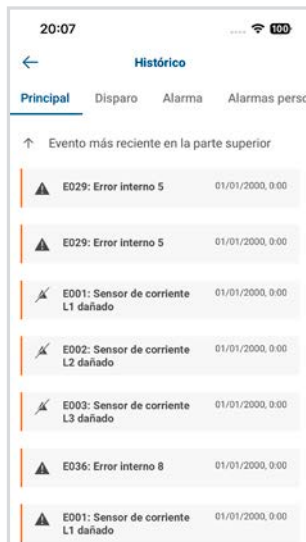 20:07
100
Histórico
Principal Disparo Alarma Alarmas perso
Evento más reciente en la parte superior
E029: Error interno 5 01/01/2000, 0:00
E029: Error interno 5 01/01/2000, 0:00
E001: Sensor de corriente 01/01/2000, 0:00
L1 dañado
E002: Sensor de corriente 01/01/2000, 0:00
L2 dañado
E003: Sensor de corriente 01/01/2000, 0:00
L3 dañado
E036: Error interno 8 01/01/2000, 0:00
E001: Sensor de corriente 01/01/2000, 0:00
L1 dañado